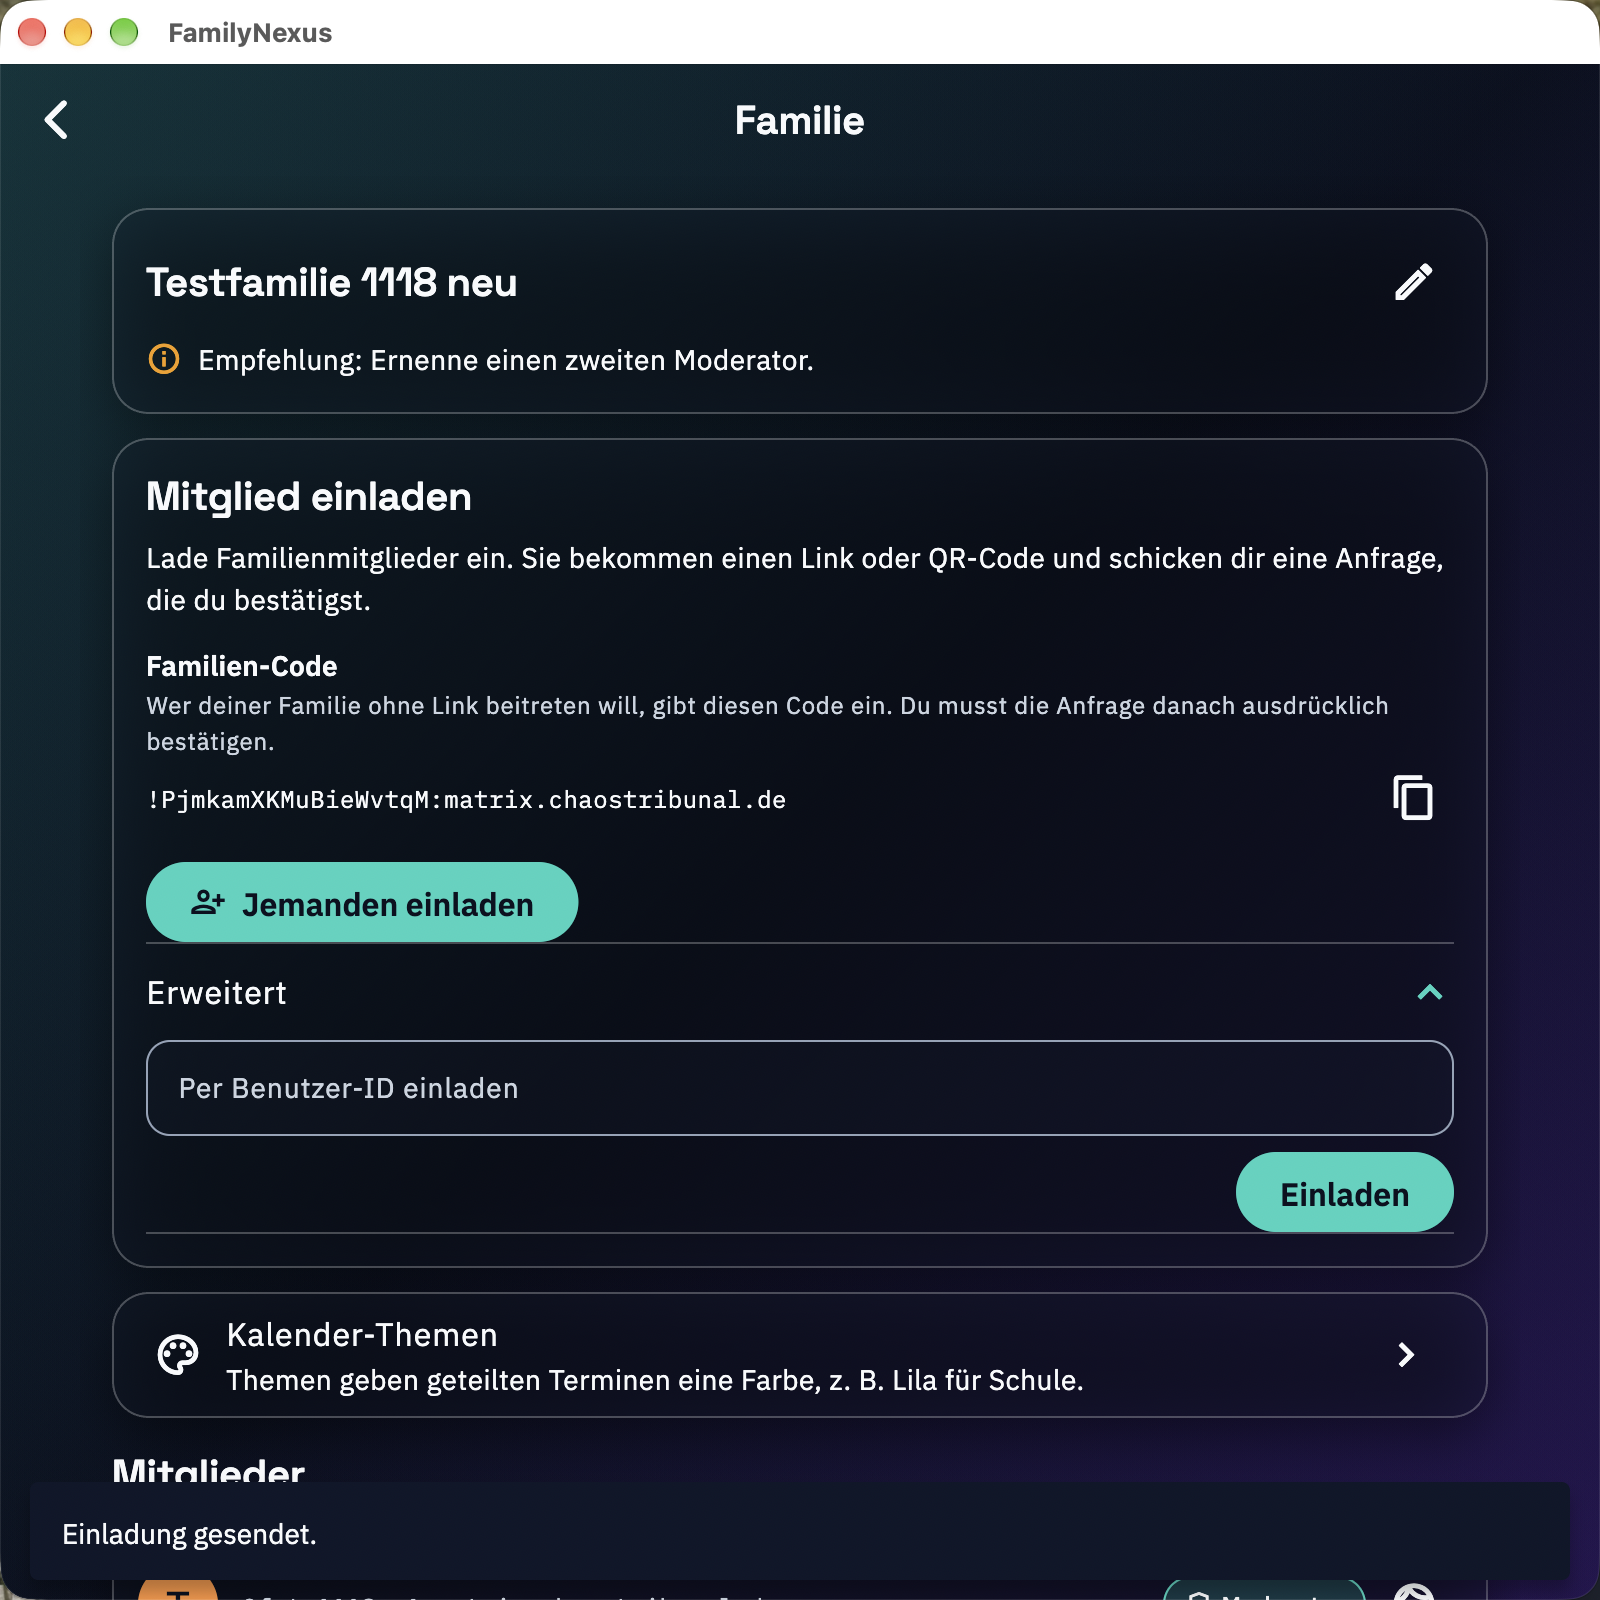 FamilyNexus
Familie
Testfamilie 1118 neu
Empfehlung: Ernenne einen zweiten Moderator.
Mitglied einladen
Lade Familienmitglieder ein. Sie bekommen einen Link oder QR-Code und schicken dir eine Anfrage,
die du bestätigst.
Familien-Code
Wer deiner Familie ohne Link beitreten will, gibt diesen Code ein. Du musst die Anfrage danach ausdrücklich
bestätigen.
!PjmkamXKMuBieWvtqM:matrix.chaostribunal.de
Jemanden einladen
Erweitert
Per Benutzer-ID einladen
Einladen
Kalender-Themen
Themen geben geteilten Terminen eine Farbe, z. B. Lila für Schule.
Mitglieder
Einladung gesendet.